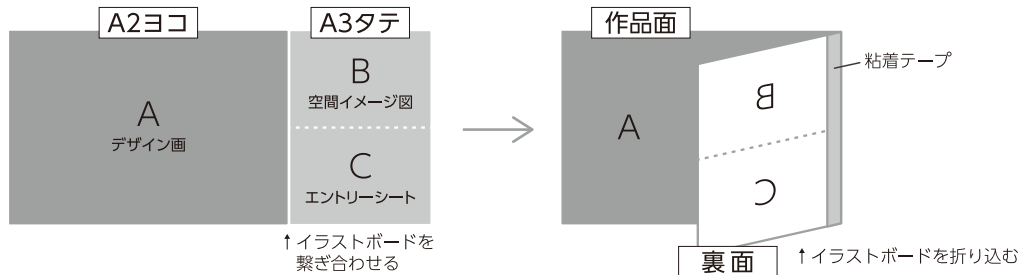 A2ヨコ
A3タテ
A
デザイン画
B
空間イメージ図
C
エントリーシート
↑イラストボードを
繋ぎ合わせる
作品面
粘着テープ
A
B
C
裏面
↑イラストボードを折り込む